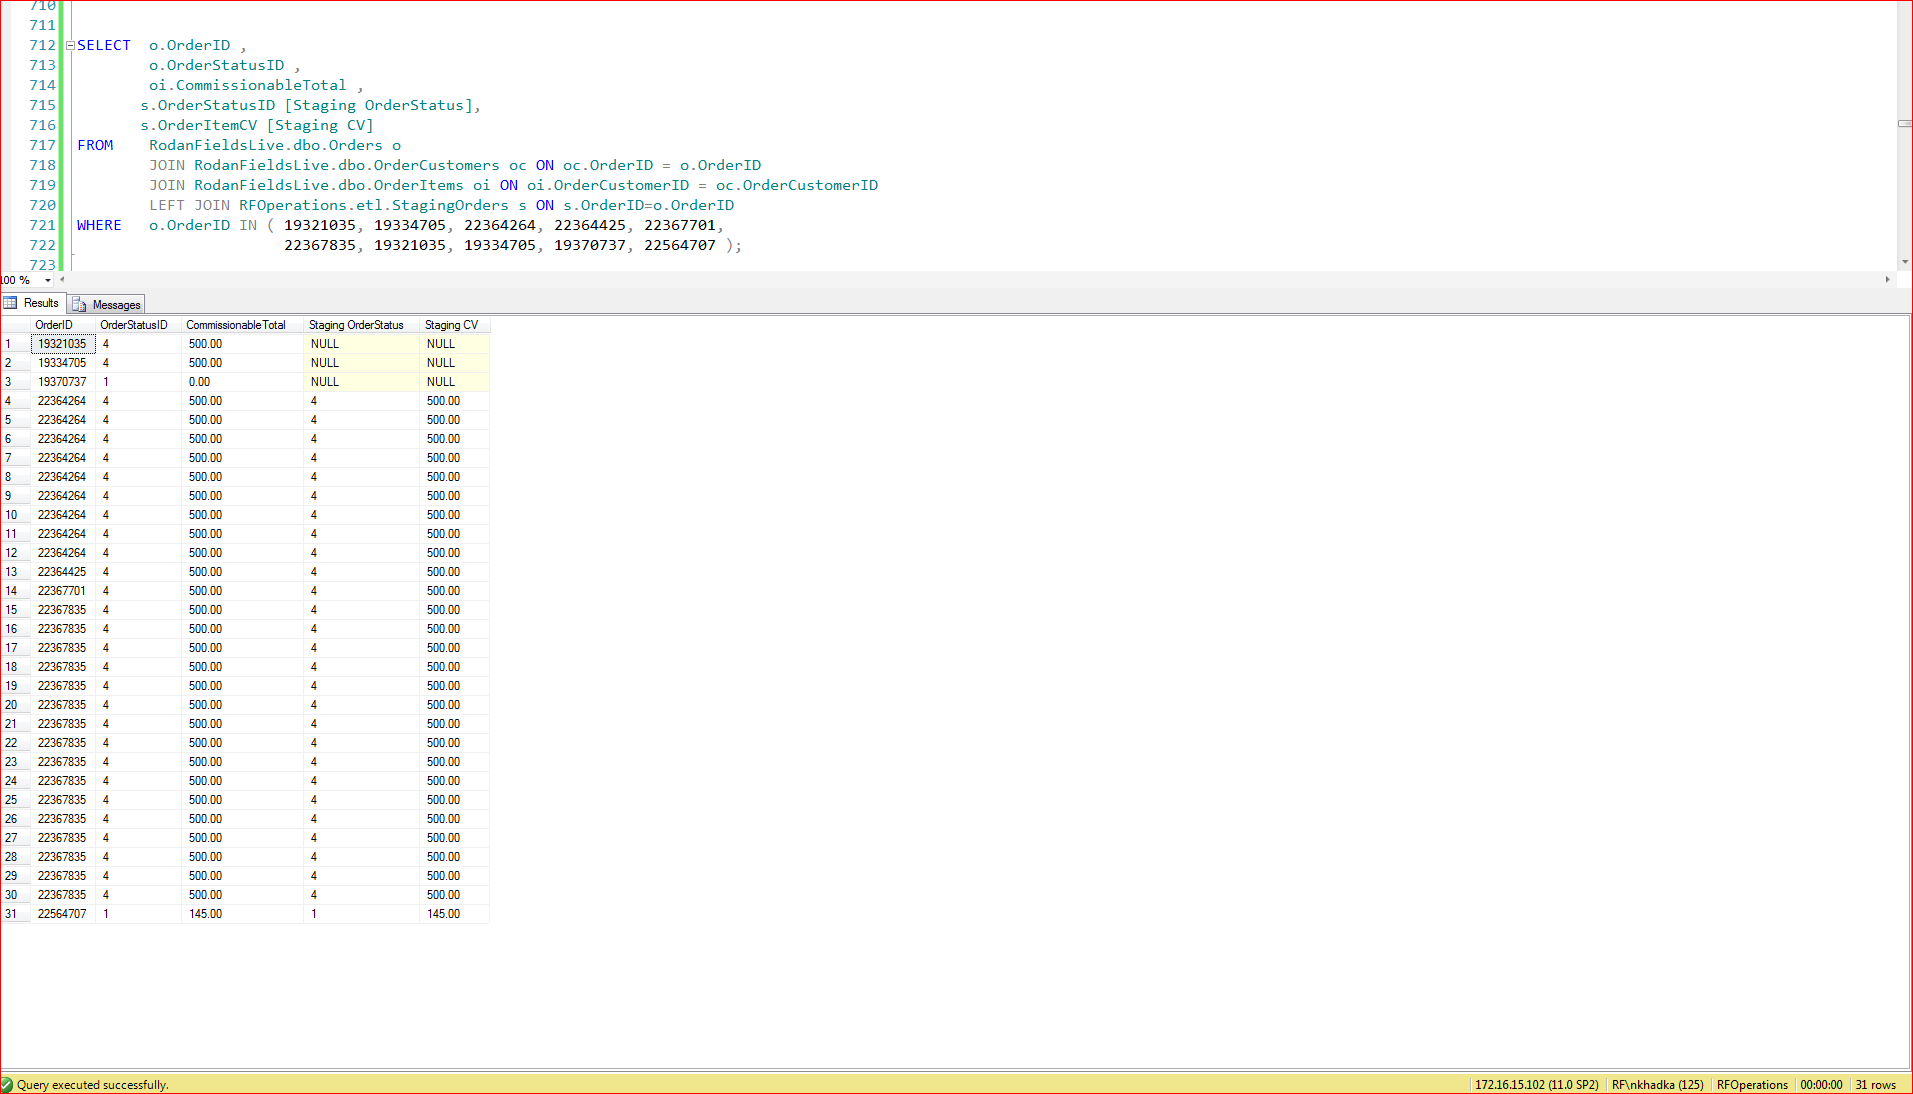 710
711
712 SELECT o.OrderID ,
713 o.OrderStatusID ,
714 oi.CommissionableTotal ,
715 s.OrderStatusID [Staging OrderStatus],
716 s.OrderItemCV [Staging CV]
717 FROM RodanFieldsLive.dbo.Orders o
718 JOIN RodanFieldsLive.dbo.OrderCustomers oc ON oc.OrderID = o.OrderID
719 JOIN RodanFieldsLive.dbo.OrderItems oi ON oi.OrderCustomerID = oc.OrderCustomerID
720 LEFT JOIN RFOperations.etl.StagingOrders s ON s.OrderID=o.OrderID
721 WHERE o.OrderID IN ( 19321035, 19334705, 22364264, 22364425, 22367701,
722 22367835, 19321035, 19334705, 19370737, 22564707 );
723
100 %
Results Messages
OrderID OrderStatusID CommissionableTotal Staging OrderStatus Staging CV
1 19321035 4 500.00 NULL NULL
2 19334705 4 500.00 NULL NULL
3 19370737 1 0.00 NULL NULL
4 22364264 4 500.00 4 500.00
5 22364264 4 500.00 4 500.00
6 22364264 4 500.00 4 500.00
7 22364264 4 500.00 4 500.00
8 22364264 4 500.00 4 500.00
9 22364264 4 500.00 4 500.00
10 22364264 4 500.00 4 500.00
11 22364264 4 500.00 4 500.00
12 22364264 4 500.00 4 500.00
13 22364425 4 500.00 4 500.00
14 22367701 4 500.00 4 500.00
15 22367835 4 500.00 4 500.00
16 22367835 4 500.00 4 500.00
17 22367835 4 500.00 4 500.00
18 22367835 4 500.00 4 500.00
19 22367835 4 500.00 4 500.00
20 22367835 4 500.00 4 500.00
21 22367835 4 500.00 4 500.00
22 22367835 4 500.00 4 500.00
23 22367835 4 500.00 4 500.00
24 22367835 4 500.00 4 500.00
25 22367835 4 500.00 4 500.00
26 22367835 4 500.00 4 500.00
27 22367835 4 500.00 4 500.00
28 22367835 4 500.00 4 500.00
29 22367835 4 500.00 4 500.00
30 22367835 4 500.00 4 500.00
31 22564707 1 145.00 1 145.00
Query executed successfully. 172.16.15.102 (11.0 SP2) RF\nkhadka (125) RFOperations 00:00:00 31 rows